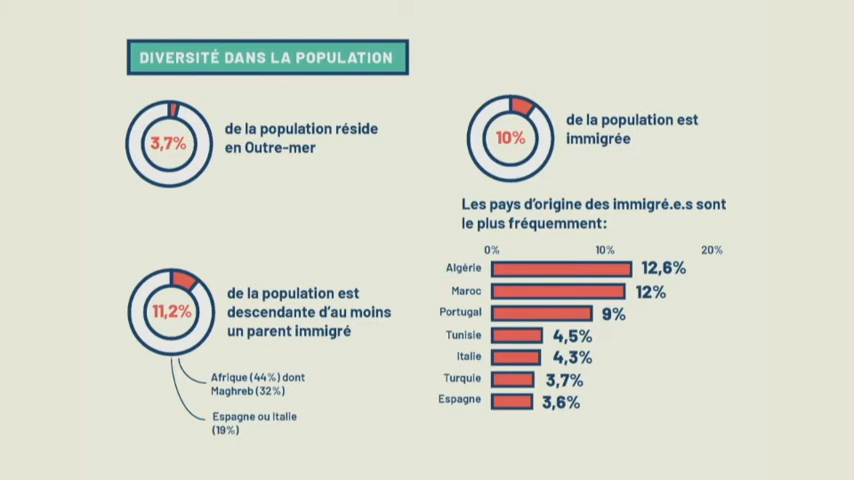 DIVERSITÉ DANS LA POPULATION
3,7%
de la population réside
en Outre-mer
11,2%
de la population est
descendante d'au moins
un parent immigré
Afrique (44%) dont
Maghreb (32%)
Espagne ou Italie
(19%)
10%
de la population est
immigrée
Les pays d'origine des immigré.e.s sont
le plus fréquemment:
0% 10% 20%
Algérie 12,6%
Maroc 12%
Portugal 9%
Tunisie 4,5%
Italie 4,3%
Turquie 3,7%
Espagne 3,6%